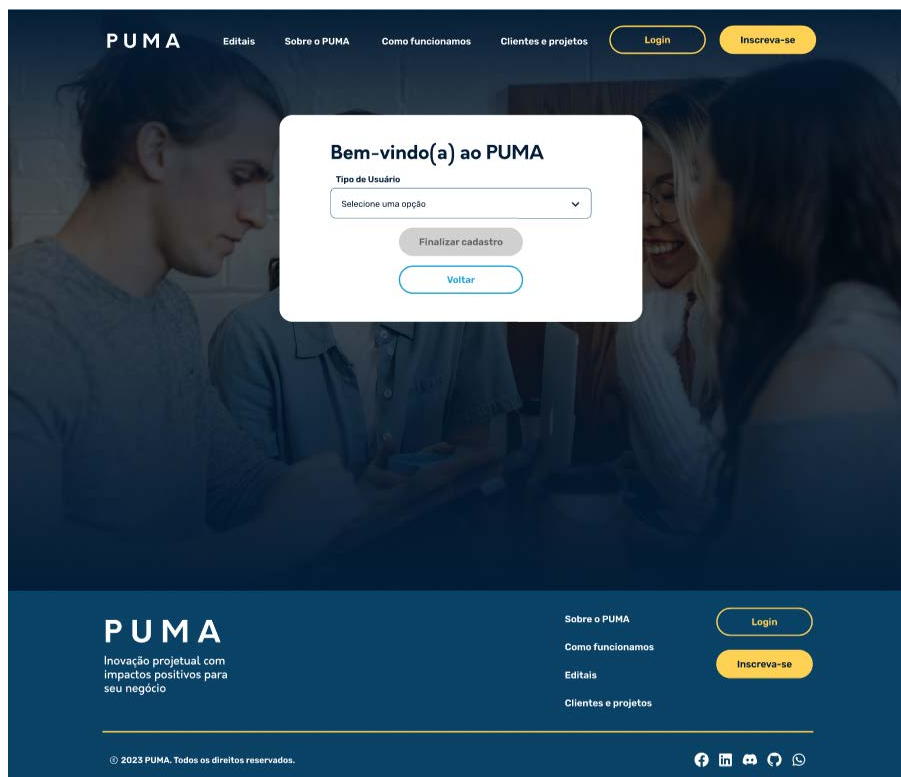 PUMA
Editais
Sobre o PUMA
Como funcionamos
Clientes e projetos
Login
Inscreva-se
Bem-vindo(a) ao PUMA
Tipo de Usuário
Selecione uma opção
Finalizar cadastro
Voltar
PUMA
Inovação projetual com
impactos positivos para
seu negócio
Sobre o PUMA
Como funcionamos
Editais
Clientes e projetos
Login
Inscreva-se
© 2023 PUMA. Todos os direitos reservados.